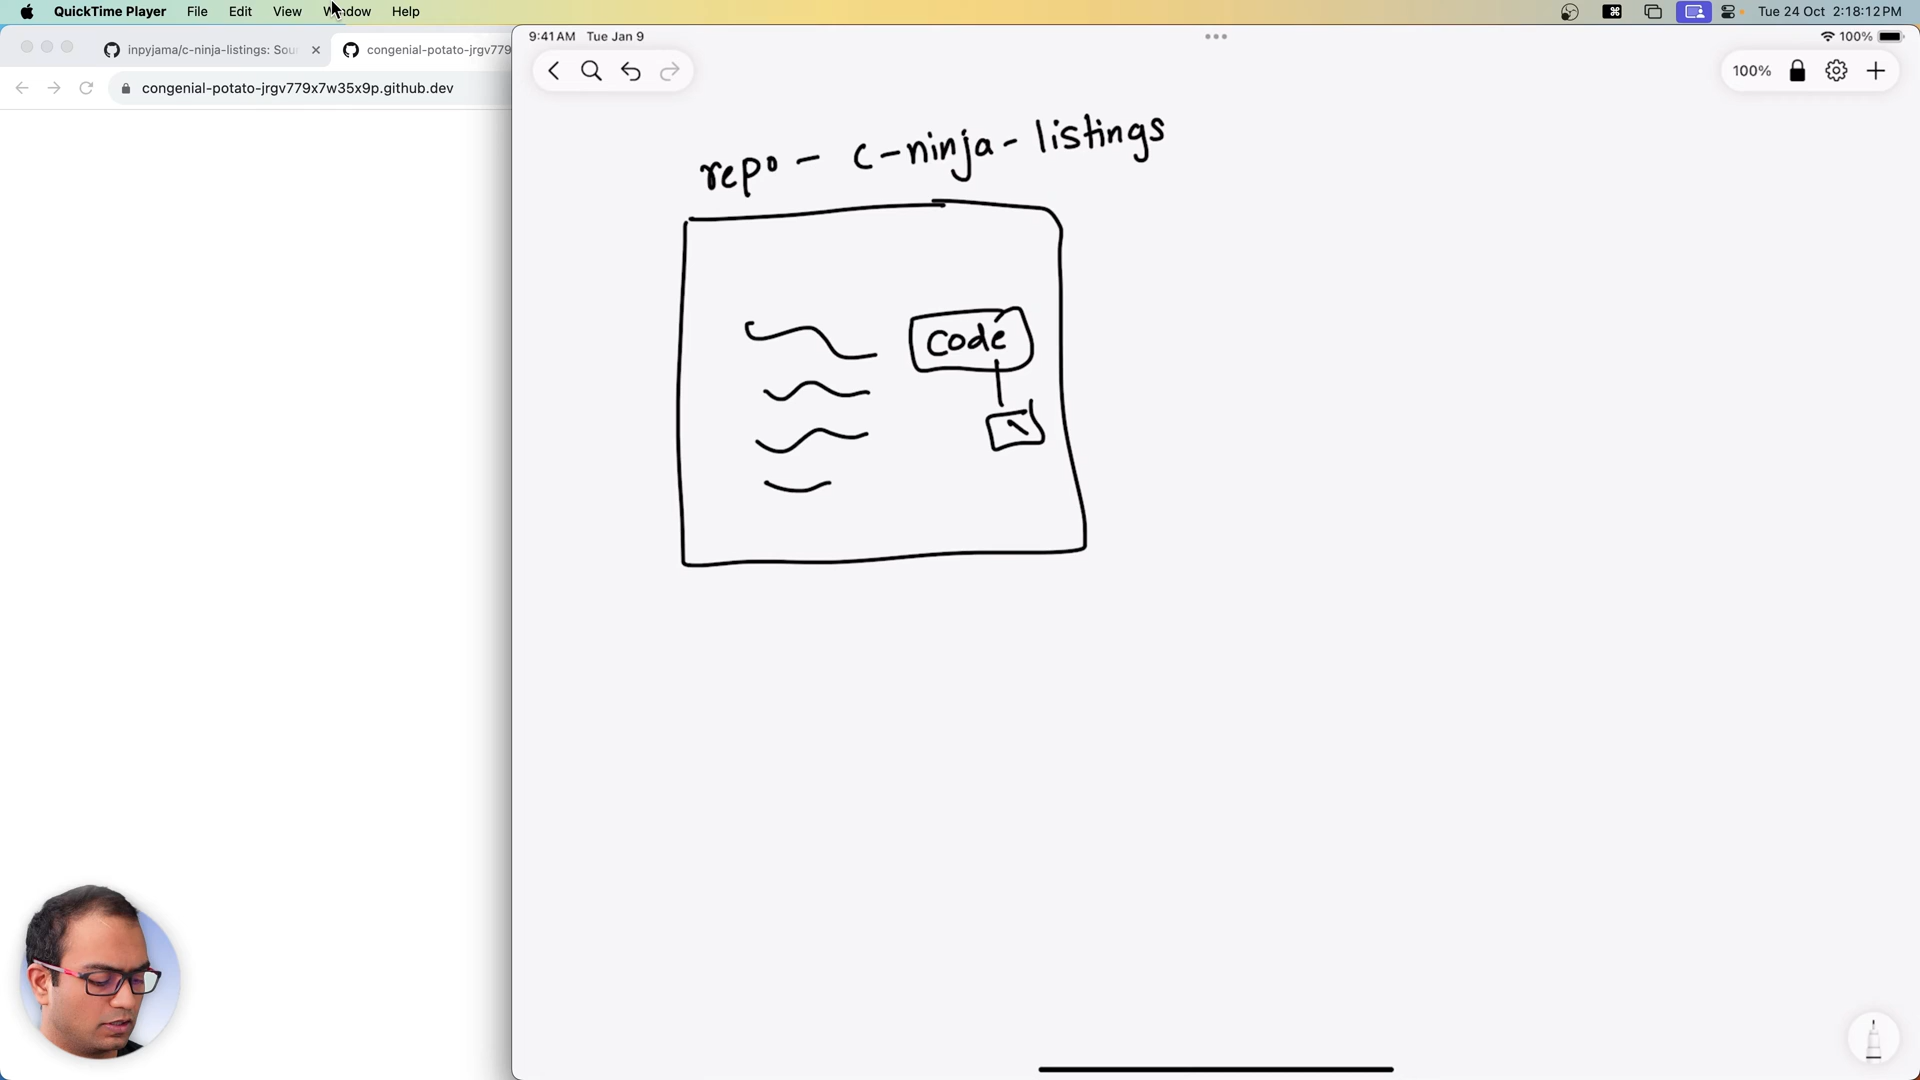 QuickTime Player File Edit View Window Help
Tue 24 Oct 2:18:12 PM
inpyjama/c-ninja-listings: Sou
congenial-potato-jrgv779
congenial-potato-jrgv779x7w35x9p.github.dev
9:41 AM Tue Jan 9
100%
100%
repo - c-ninja-listings
Code